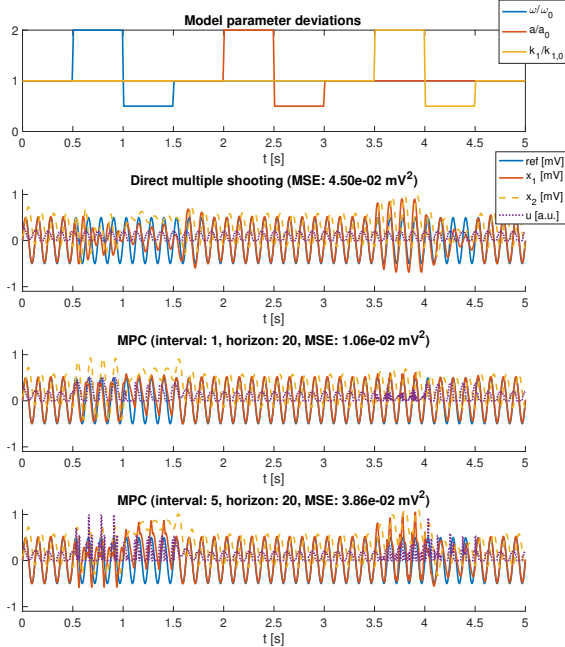 Model parameter deviations
ω/ω0
a/a0
k1/k1,0
2
1
0
0 0.5 1 1.5 2 2.5 3 3.5 4 4.5 5
t [s]
ref [mV]
x1 [mV]
x2 [mV]
u [a.u.]
Direct multiple shooting (MSE: 4.50e-02 mV²)
1
0
-1
0 0.5 1 1.5 2 2.5 3 3.5 4 4.5 5
t [s]
MPC (interval: 1, horizon: 20, MSE: 1.06e-02 mV²)
1
0
-1
0 0.5 1 1.5 2 2.5 3 3.5 4 4.5 5
t [s]
MPC (interval: 5, horizon: 20, MSE: 3.86e-02 mV²)
1
0
-1
0 0.5 1 1.5 2 2.5 3 3.5 4 4.5 5
t [s]